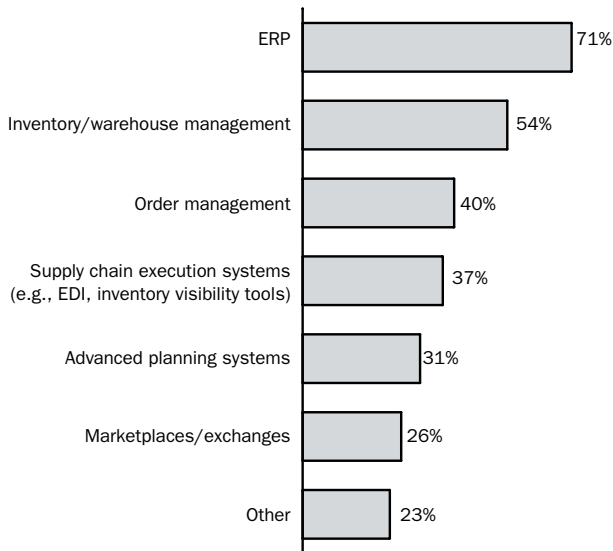 ERP 71%
Inventory/warehouse management 54%
Order management 40%
Supply chain execution systems
(e.g., EDI, inventory visibility tools) 37%
Advanced planning systems 31%
Marketplaces/exchanges 26%
Other 23%